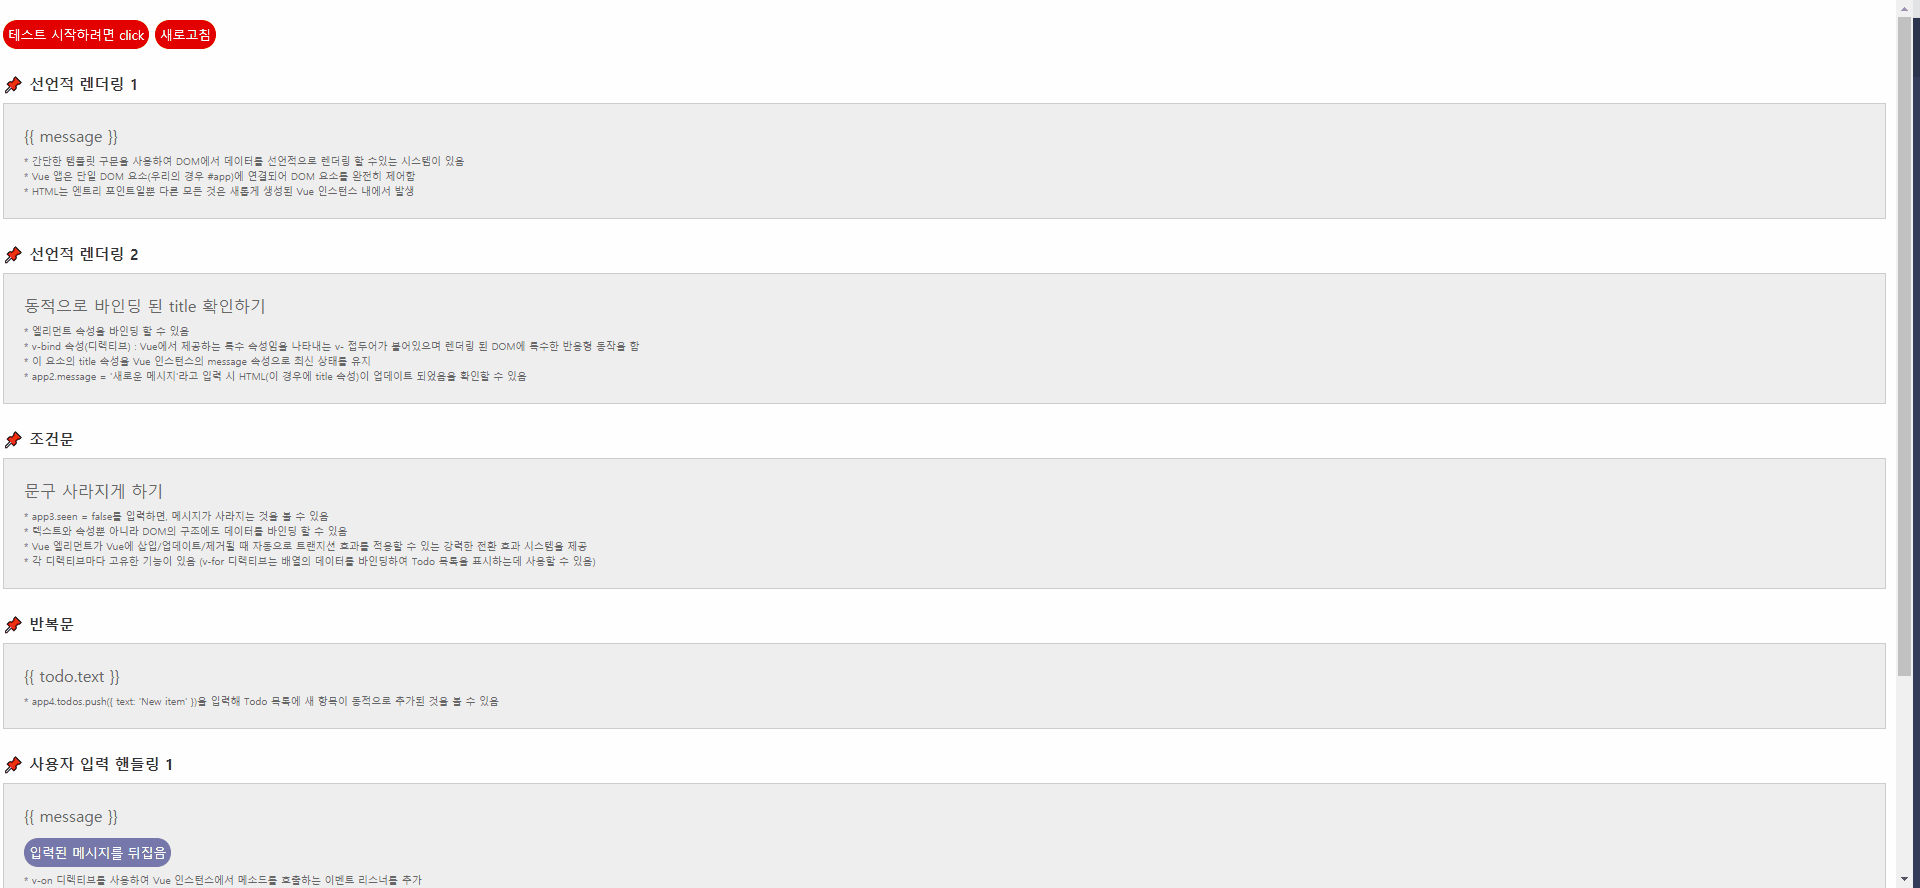 테스트 시작하려면 click 새로고침
선언적 렌더링 1
{{ message }}
* 간단한 템플릿 구문을 사용하여 DOM에서 데이터를 선언적으로 렌더링 할 수있는 시스템이 있음
* Vue 앱은 단일 DOM 요소(우리의 경우 #app)에 연결되어 DOM 요소를 완전히 제어함
* HTML는 엔트리 포인트일뿐 다른 모든 것은 새롭게 생성된 Vue 인스턴스 내에서 발생
선언적 렌더링 2
동적으로 바인딩 된 title 확인하기
* 엘리먼트 속성을 바인딩 할 수 있음
* v-bind 속성(디렉티브) : Vue에서 제공하는 특수 속성임을 나타내는 v- 접두어가 붙어있으며 렌더링 된 DOM에 특수한 반응형 동작을 함
* 이 요소의 title 속성을 Vue 인스턴스의 message 속성으로 최신 상태를 유지
* app2.message = '새로운 메시지'라고 입력 시 HTML(이 경우에 title 속성)이 업데이트 되었음을 확인할 수 있음
조건문
문구 사라지게 하기
* app3.seen = false를 입력하면, 메시지가 사라지는 것을 볼 수 있음
* 텍스트와 속성뿐 아니라 DOM의 구조에도 데이터를 바인딩 할 수 있음
* Vue 엘리먼트가 Vue에 삽입/업데이트/제거될 때 자동으로 트랜지션 효과를 적용할 수 있는 강력한 전환 효과 시스템을 제공
* 각 디렉티브마다 고유한 기능이 있음 (v-for 디렉티브는 배열의 데이터를 바인딩하여 Todo 목록을 표시하는데 사용할 수 있음)
반복문
{{ todo.text }}
* app4.todos.push({ text: 'New item' })을 입력해 Todo 목록에 새 항목이 동적으로 추가된 것을 볼 수 있음
사용자 입력 핸들링 1
{{ message }}
입력된 메시지를 뒤집음
* v-on 디렉티브를 사용하여 Vue 인스턴스에서 메소드를 호출하는 이벤트 리스너를 추가